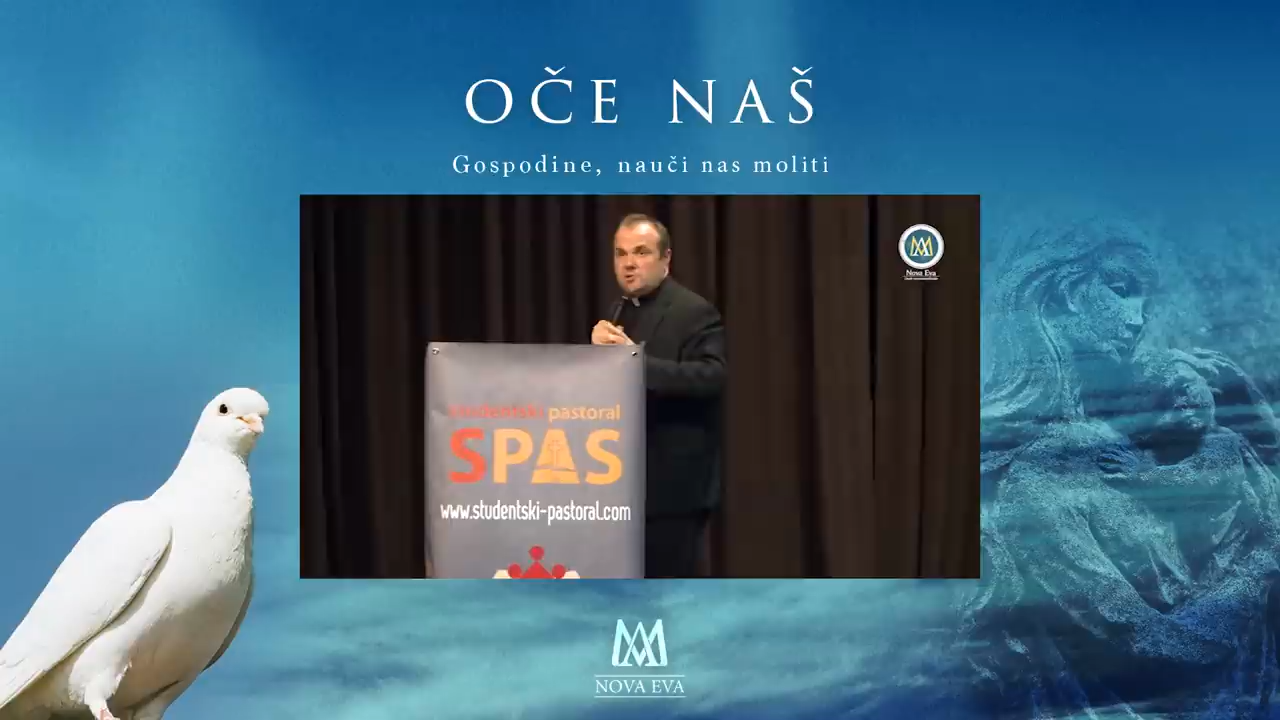 OČE NAŠ
Gospodine, nauči nas moliti
Nova Eva
studentski pastoral
SPAS
www.studentski-pastoral.com
NOVA EVA